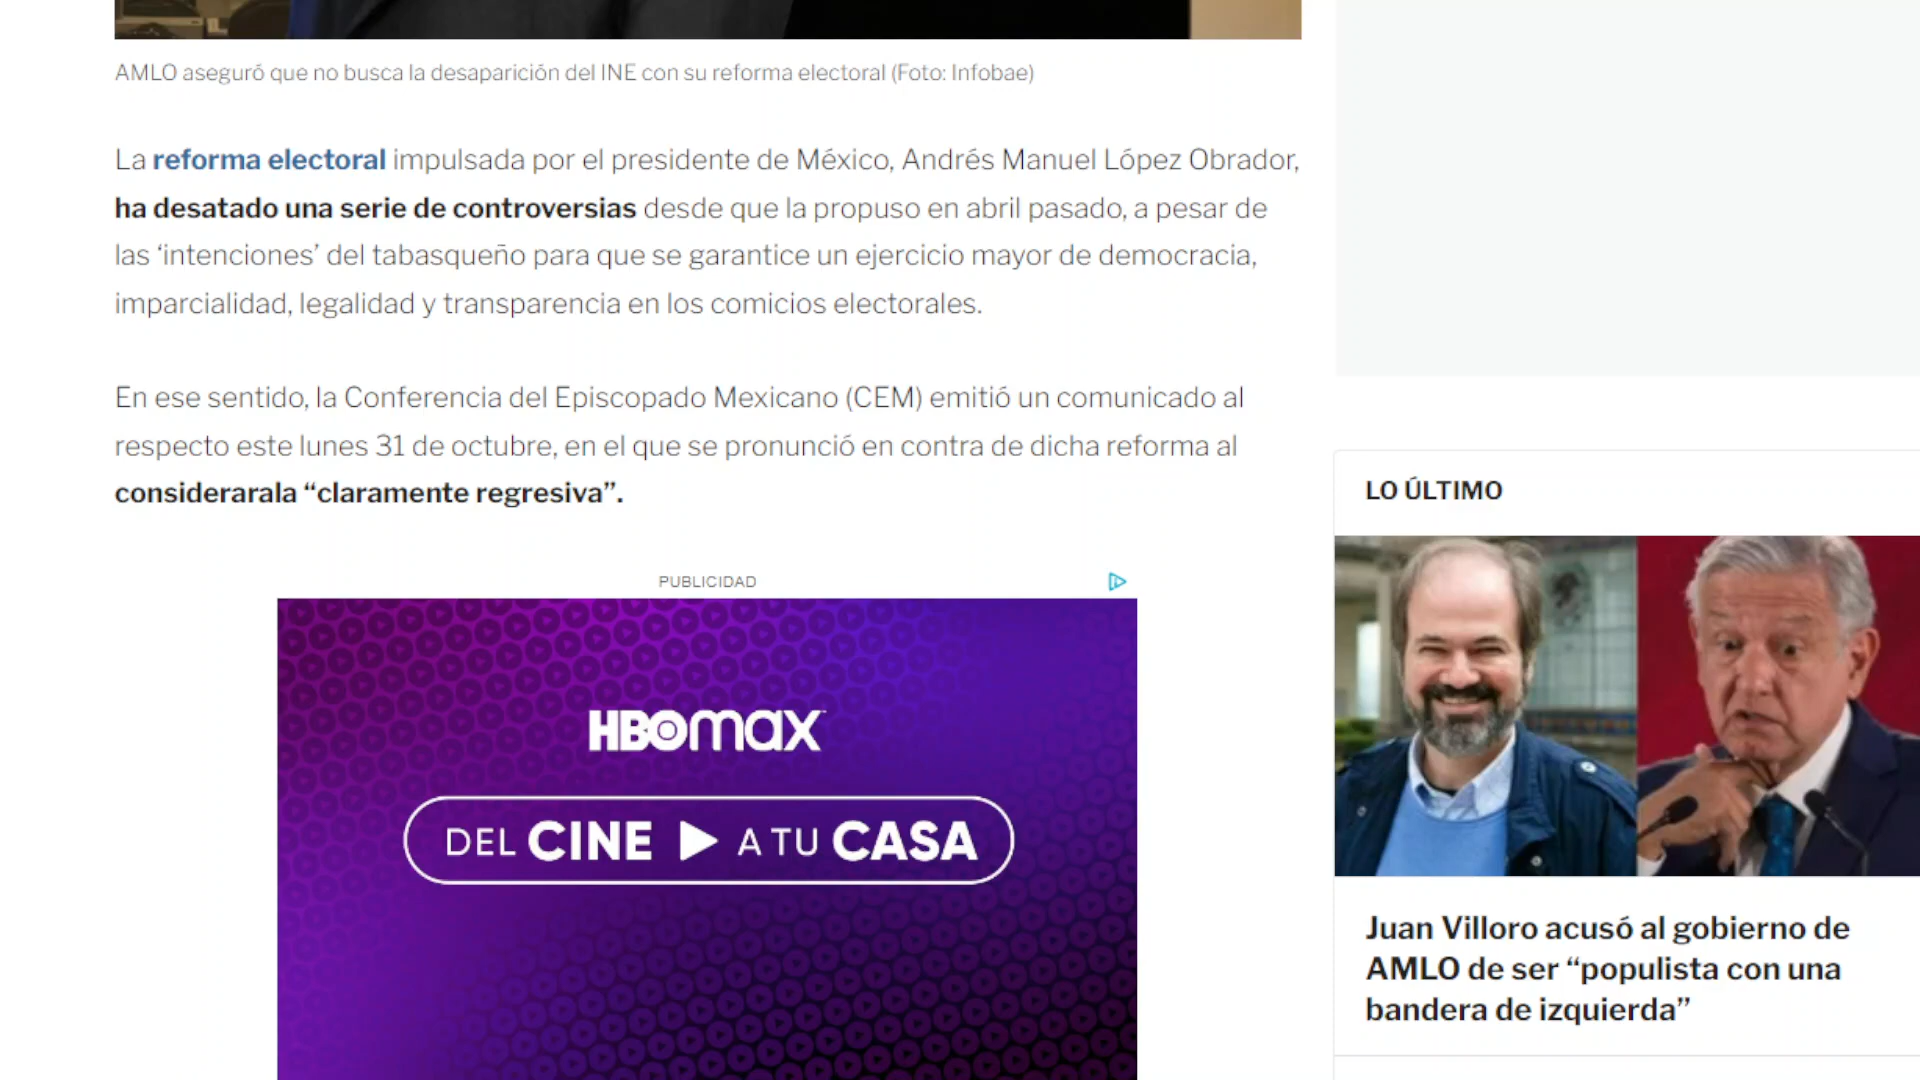 AMLO aseguró que no busca la desaparición del INE con su reforma electoral (Foto: Infobae)
La reforma electoral impulsada por el presidente de México, Andrés Manuel López Obrador,
ha desatado una serie de controversias desde que la propuso en abril pasado, a pesar de
las ‘intenciones’ del tabasqueño para que se garantice un ejercicio mayor de democracia,
imparcialidad, legalidad y transparencia en los comicios electorales.
En ese sentido, la Conferencia del Episcopado Mexicano (CEM) emitió un comunicado al
respecto este lunes 31 de octubre, en el que se pronunció en contra de dicha reforma al
considerarala “claramente regresiva”.
PUBLICIDAD
HBOmax
DEL CINE A TU CASA
LO ÚLTIMO
Juan Villoro acusó al gobierno de
AMLO de ser “populista con una
bandera de izquierda”